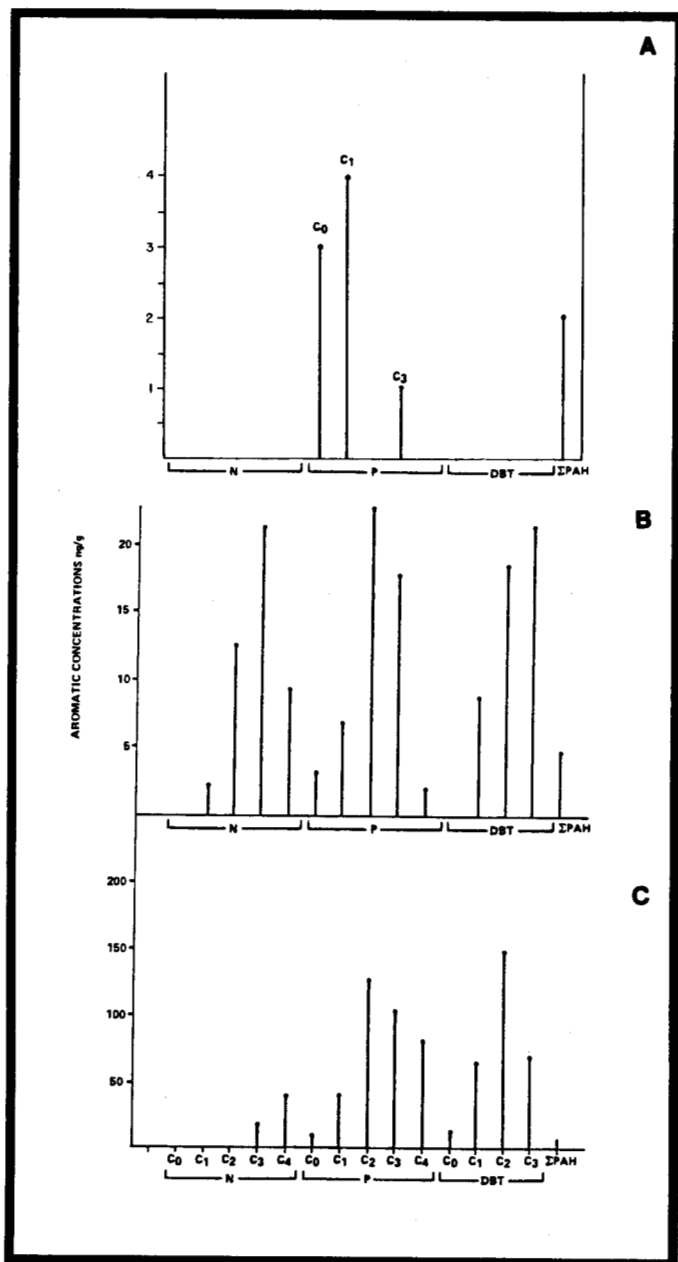 A
4
3
2
1
C0
C1
C3
N P DBT ΣPAH
B
AROMATIC CONCENTRATIONS ng/g
20
15
10
5
N P DBT ΣPAH
C
200
150
100
50
C0 C1 C2 C3 C4 C0 C1 C2 C3 C4 C0 C1 C2 C3 ΣPAH
N P DBT